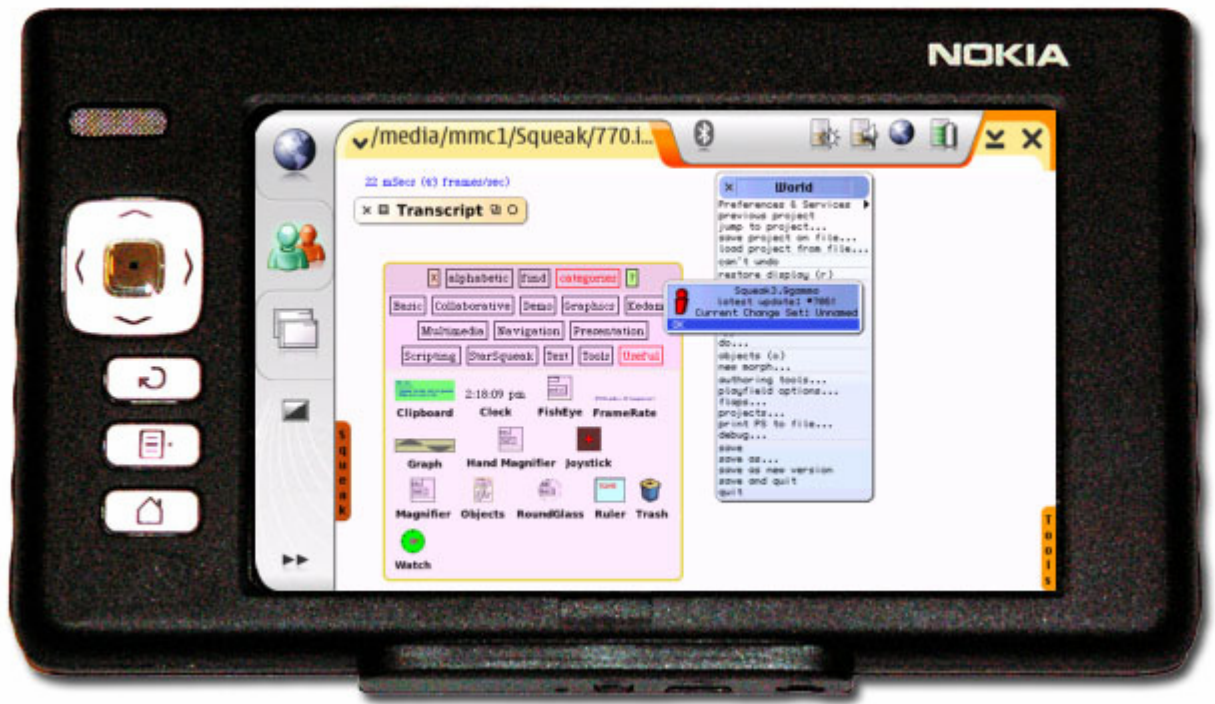 NOKIA
/media/mmc1/Squeak/770.i...
22 mSecs (43 frames/sec)
Transcript
World
Preferences & Services
previous project
jump to project...
save project on file...
load project from file...
can't undo
restore display (r)
X alphabetic find categories ?
Basic Collaborative Demo Graphics Kedam
Multimedia Navigation Presentation
Scripting StarSqueak Text Tools Useful
Squeak3.9gamma
latest update: #7061
Current Change Set: Unnamed
OK
do...
objects (o)
new morph...
authoring tools...
playfield options...
flaps...
projects...
print PS to file...
debug...
save
save as...
save as new version
save and quit
quit
2:18:09 pm
Clipboard Clock FishEye FrameRate
Graph Hand Magnifier Joystick
Magnifier Objects RoundGlass Ruler Trash
Watch
Squeak
Tools